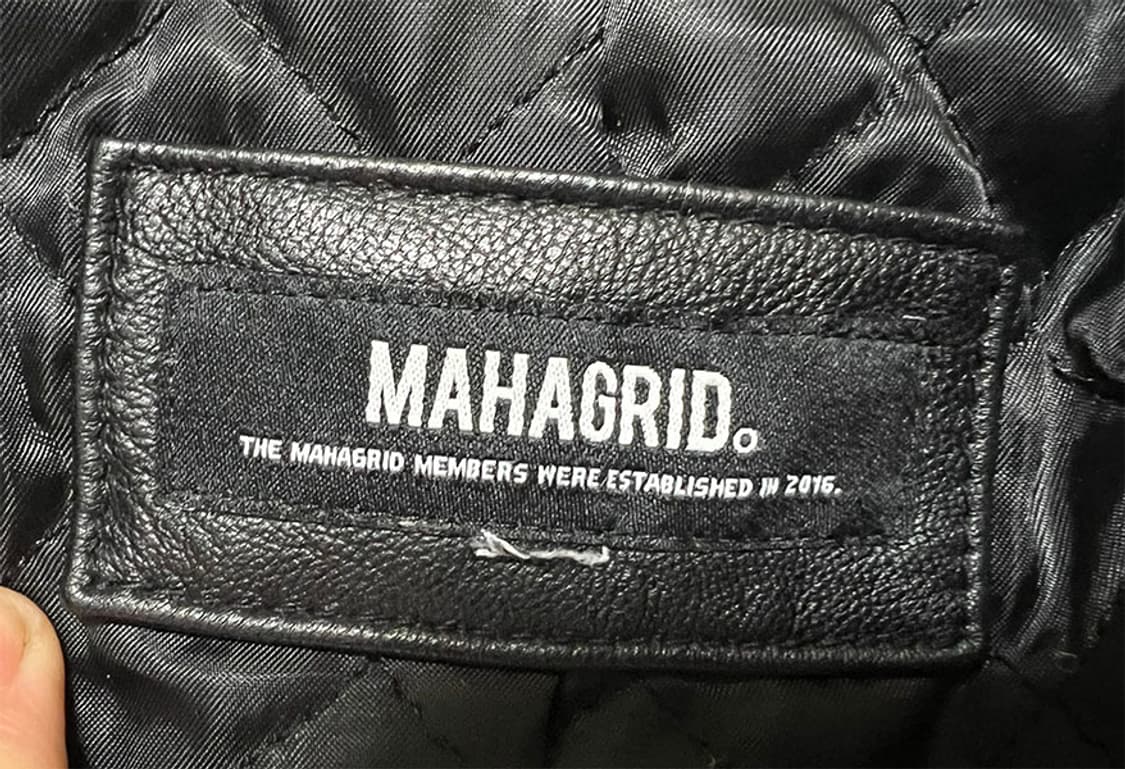 MAHAGRID.
THE MAHAGRID MEMBERS WERE ESTABLISHED IN 2016.